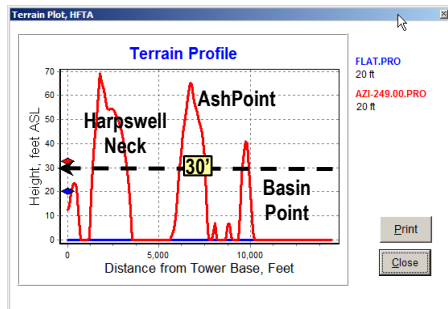 Terrain Plot, HFTA
Terrain Profile
FLAT.PRO
20 ft
AZI-249.00.PRO
20 ft
Height, feet ASL
70
60
50
40
30
20
10
0
Harpswell
Neck
AshPoint
30'
Basin
Point
0
5,000
10,000
Distance from Tower Base, Feet
Print
Close